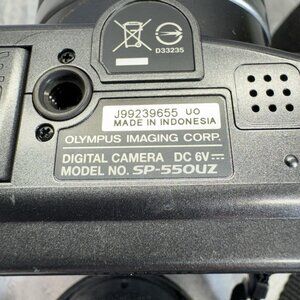 D33235
J99239655 UO
MADE IN INDONESIA
OLYMPUS IMAGING CORP.
DIGITAL CAMERA DC 6V⎓
MODEL NO. SP-550UZ